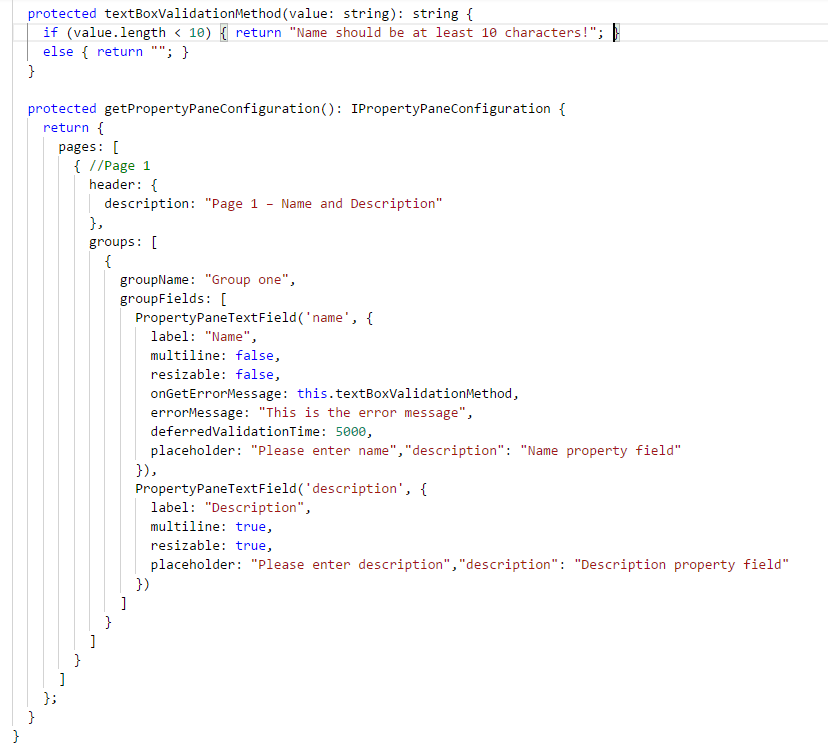 protected textBoxValidationMethod(value: string): string {
  if (value.length < 10) { return "Name should be at least 10 characters!"; }
  else { return ""; }
}

protected getPropertyPaneConfiguration(): IPropertyPaneConfiguration {
  return {
    pages: [
      { //Page 1
        header: {
          description: "Page 1 – Name and Description"
        },
        groups: [
          {
            groupName: "Group one",
            groupFields: [
              PropertyPaneTextField('name', {
                label: "Name",
                multiline: false,
                resizable: false,
                onGetErrorMessage: this.textBoxValidationMethod,
                errorMessage: "This is the error message",
                deferredValidationTime: 5000,
                placeholder: "Please enter name","description": "Name property field"
              }),
              PropertyPaneTextField('description', {
                label: "Description",
                multiline: true,
                resizable: true,
                placeholder: "Please enter description","description": "Description property field"
              })
            ]
          }
        ]
      }
    ]
  };
}
}